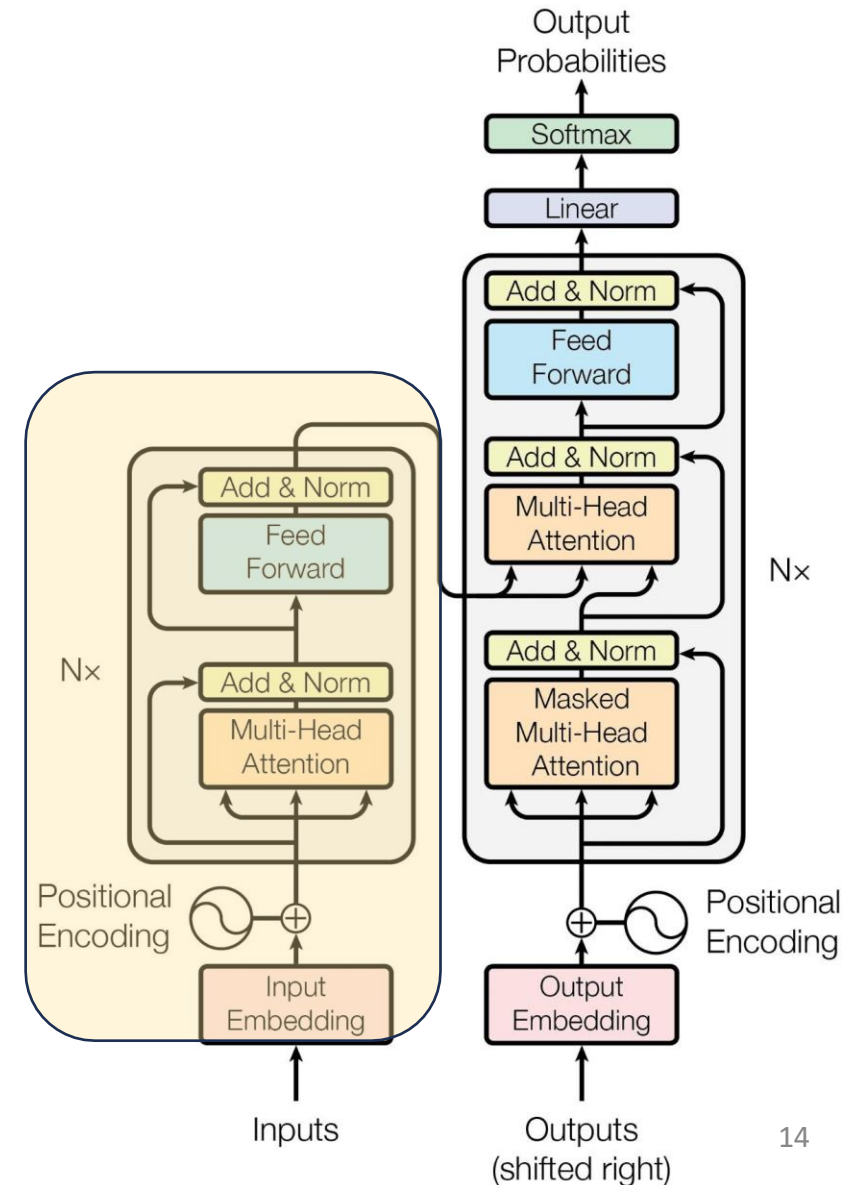 Output
Probabilities
Softmax
Linear
Add & Norm
Feed
Forward
Add & Norm
Multi-Head
Attention
Nx
Add & Norm
Masked
Multi-Head
Attention
Positional
Encoding
Output
Embedding
Outputs
(shifted right)
Add & Norm
Feed
Forward
Nx
Add & Norm
Multi-Head
Attention
Positional
Encoding
Input
Embedding
Inputs
14